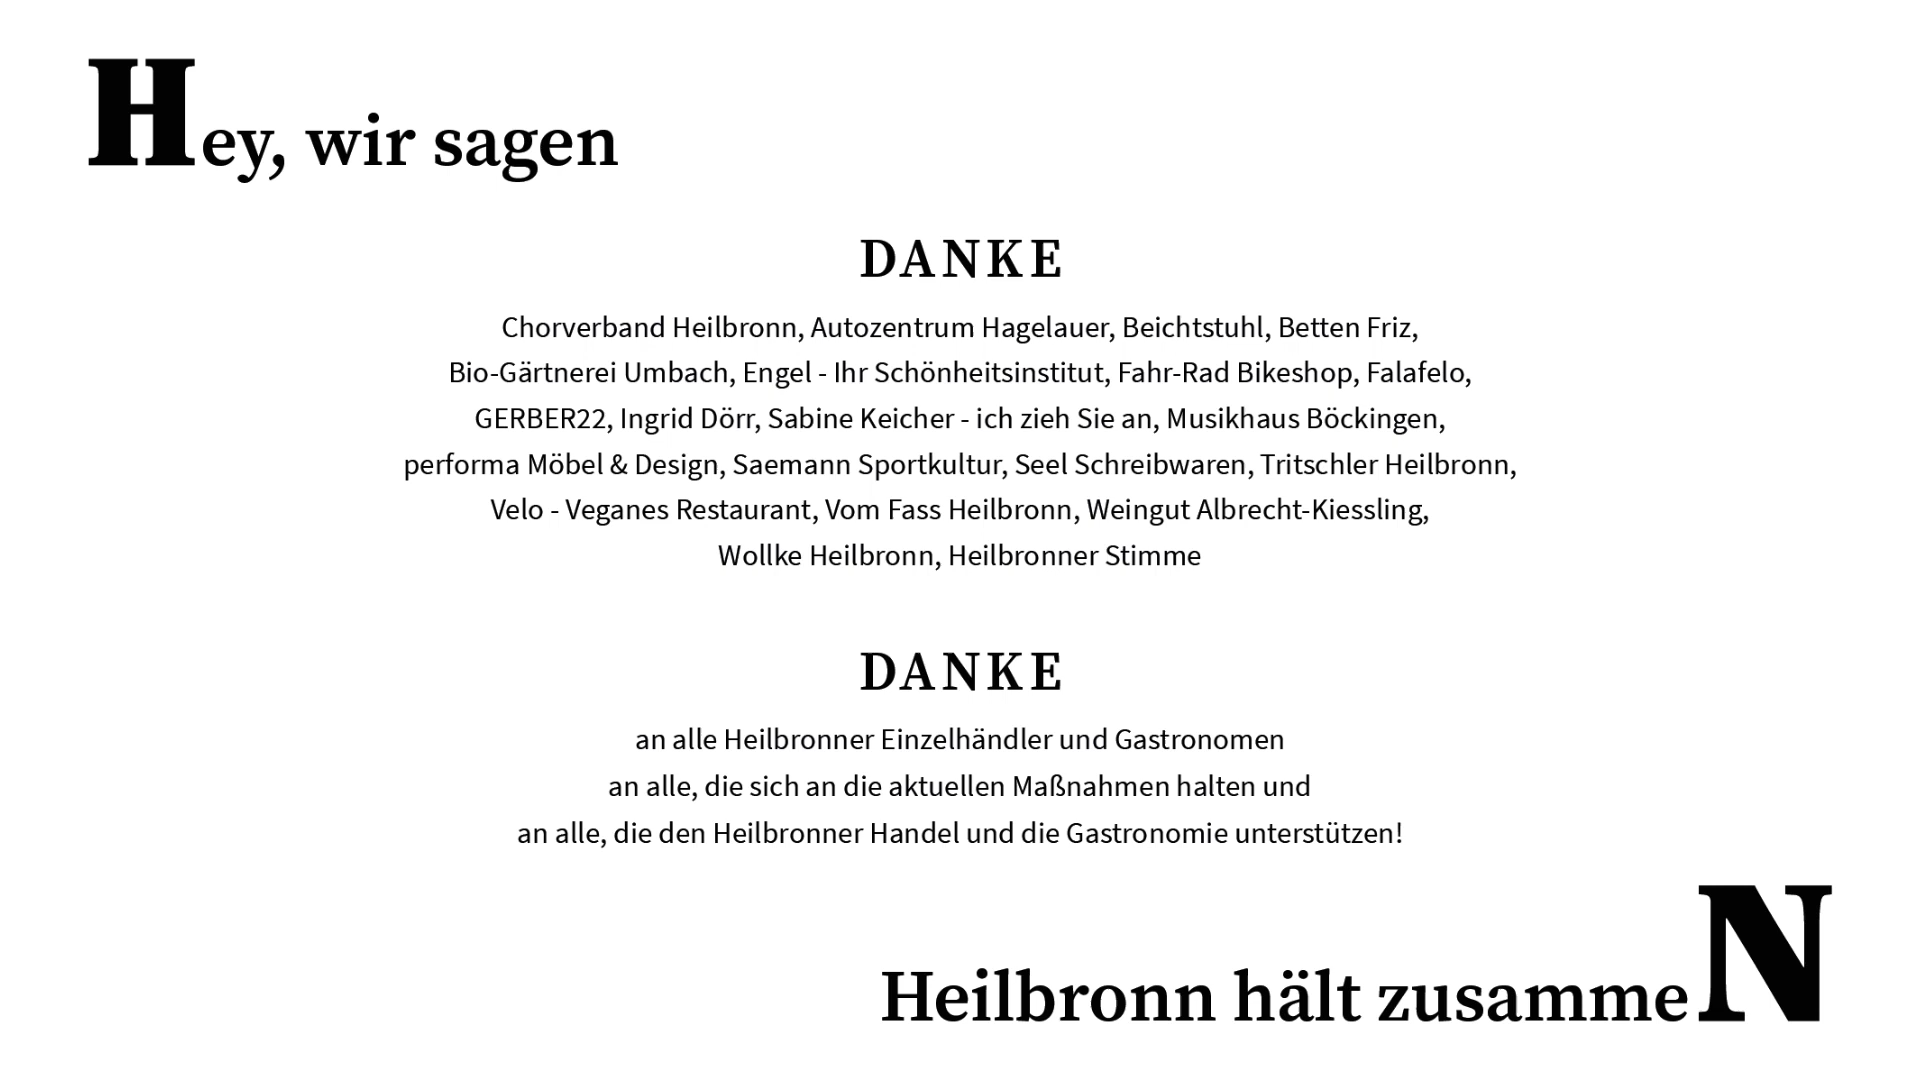 Hey, wir sagen
DANKE
Chorverband Heilbronn, Autozentrum Hagelauer, Beichtstuhl, Betten Friz,
Bio-Gärtnerei Umbach, Engel - Ihr Schönheitsinstitut, Fahr-Rad Bikeshop, Falafelo,
GERBER22, Ingrid Dörr, Sabine Keicher - ich zieh Sie an, Musikhaus Böckingen,
performa Möbel & Design, Saemann Sportkultur, Seel Schreibwaren, Tritschler Heilbronn,
Velo - Veganes Restaurant, Vom Fass Heilbronn, Weingut Albrecht-Kiessling,
Wollke Heilbronn, Heilbronner Stimme
DANKE
an alle Heilbronner Einzelhändler und Gastronomen
an alle, die sich an die aktuellen Maßnahmen halten und
an alle, die den Heilbronner Handel und die Gastronomie unterstützen!
Heilbronn hält zusammeN